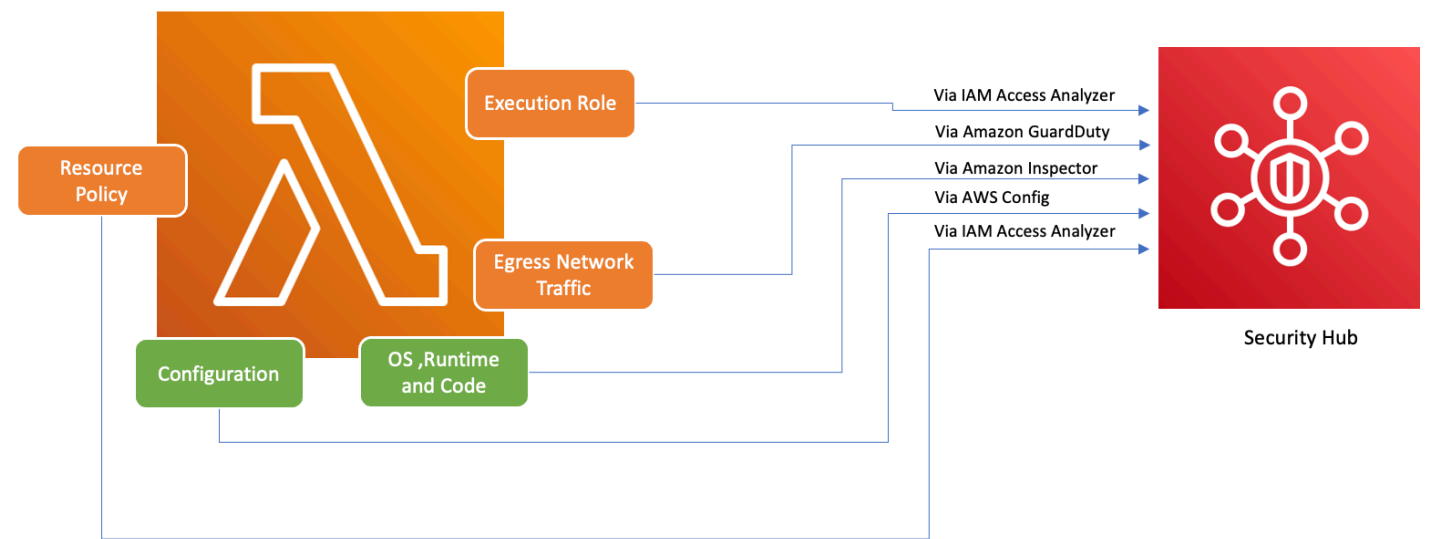 Execution Role
Resource
Policy
Egress Network
Traffic
Configuration
OS ,Runtime
and Code
Via IAM Access Analyzer
Via Amazon GuardDuty
Via Amazon Inspector
Via AWS Config
Via IAM Access Analyzer
Security Hub